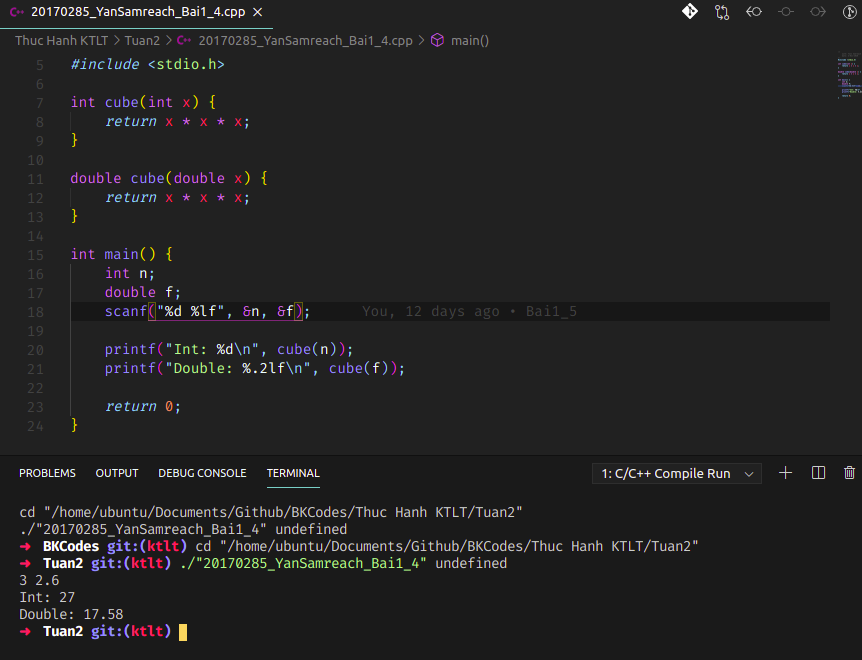 20170285_YanSamreach_Bai1_4.cpp
Thuc Hanh KTLT > Tuan2 > 20170285_YanSamreach_Bai1_4.cpp > main()
5 #include <stdio.h>
6
7 int cube(int x) {
8 return x * x * x;
9 }
10
11 double cube(double x) {
12 return x * x * x;
13 }
14
15 int main() {
16 int n;
17 double f;
18 scanf("%d %lf", &n, &f); You, 12 days ago • Bai1_5
19
20 printf("Int: %d\n", cube(n));
21 printf("Double: %.2lf\n", cube(f));
22
23 return 0;
24 }
PROBLEMS OUTPUT DEBUG CONSOLE TERMINAL 1: C/C++ Compile Run
cd "/home/ubuntu/Documents/Github/BKCodes/Thuc Hanh KTLT/Tuan2"
./"20170285_YanSamreach_Bai1_4" undefined
→ BKCodes git:(ktlt) cd "/home/ubuntu/Documents/Github/BKCodes/Thuc Hanh KTLT/Tuan2"
→ Tuan2 git:(ktlt) ./"20170285_YanSamreach_Bai1_4" undefined
3 2.6
Int: 27
Double: 17.58
→ Tuan2 git:(ktlt)